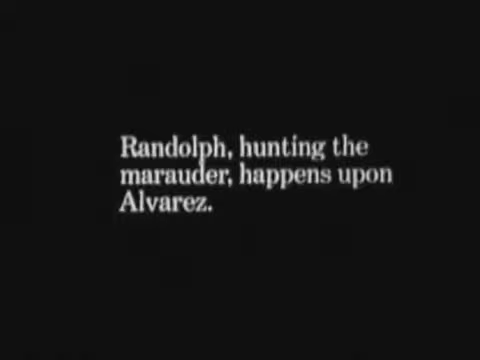 Randolph, hunting the
marauder, happens upon
Alvarez.